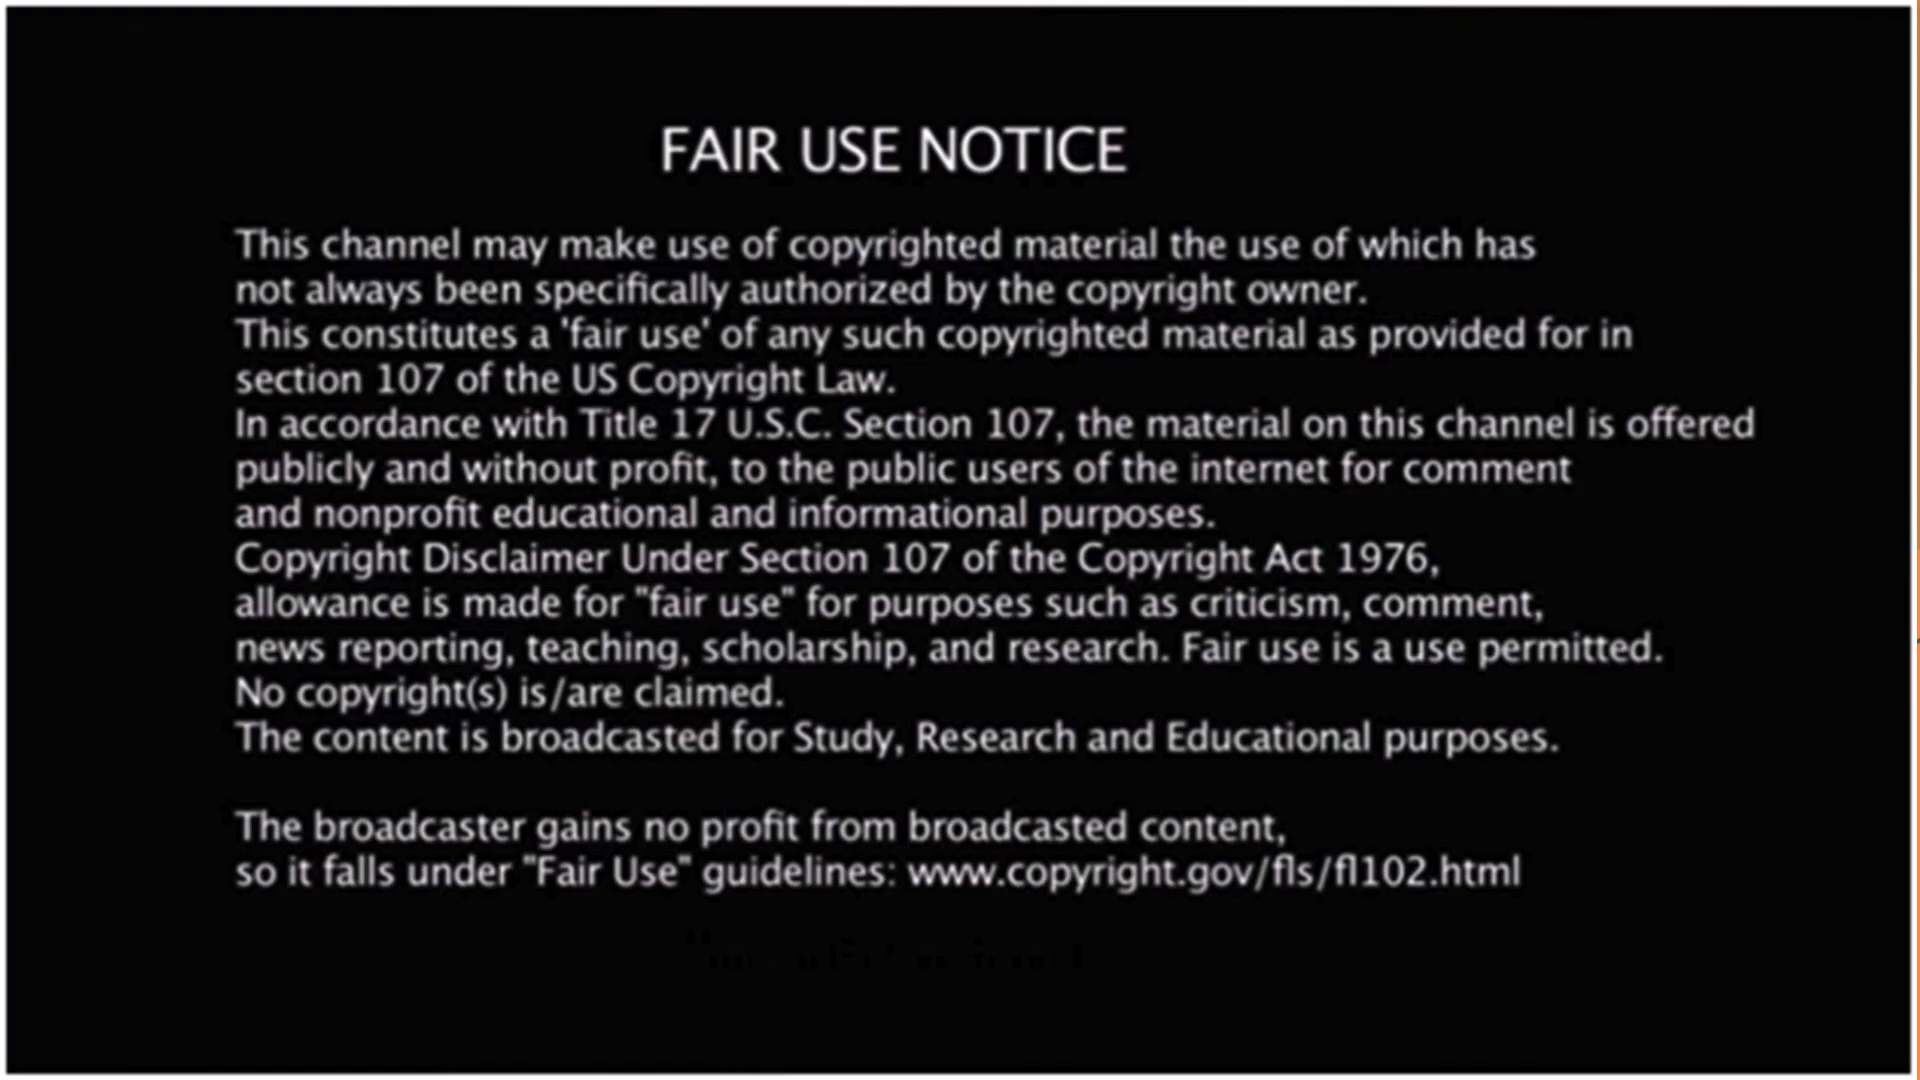 FAIR USE NOTICE
This channel may make use of copyrighted material the use of which has
not always been specifically authorized by the copyright owner.
This constitutes a 'fair use' of any such copyrighted material as provided for in
section 107 of the US Copyright Law.
In accordance with Title 17 U.S.C. Section 107, the material on this channel is offered
publicly and without profit, to the public users of the internet for comment
and nonprofit educational and informational purposes.
Copyright Disclaimer Under Section 107 of the Copyright Act 1976,
allowance is made for "fair use" for purposes such as criticism, comment,
news reporting, teaching, scholarship, and research. Fair use is a use permitted.
No copyright(s) is/are claimed.
The content is broadcasted for Study, Research and Educational purposes.
The broadcaster gains no profit from broadcasted content,
so it falls under "Fair Use" guidelines: www.copyright.gov/fls/fl102.html